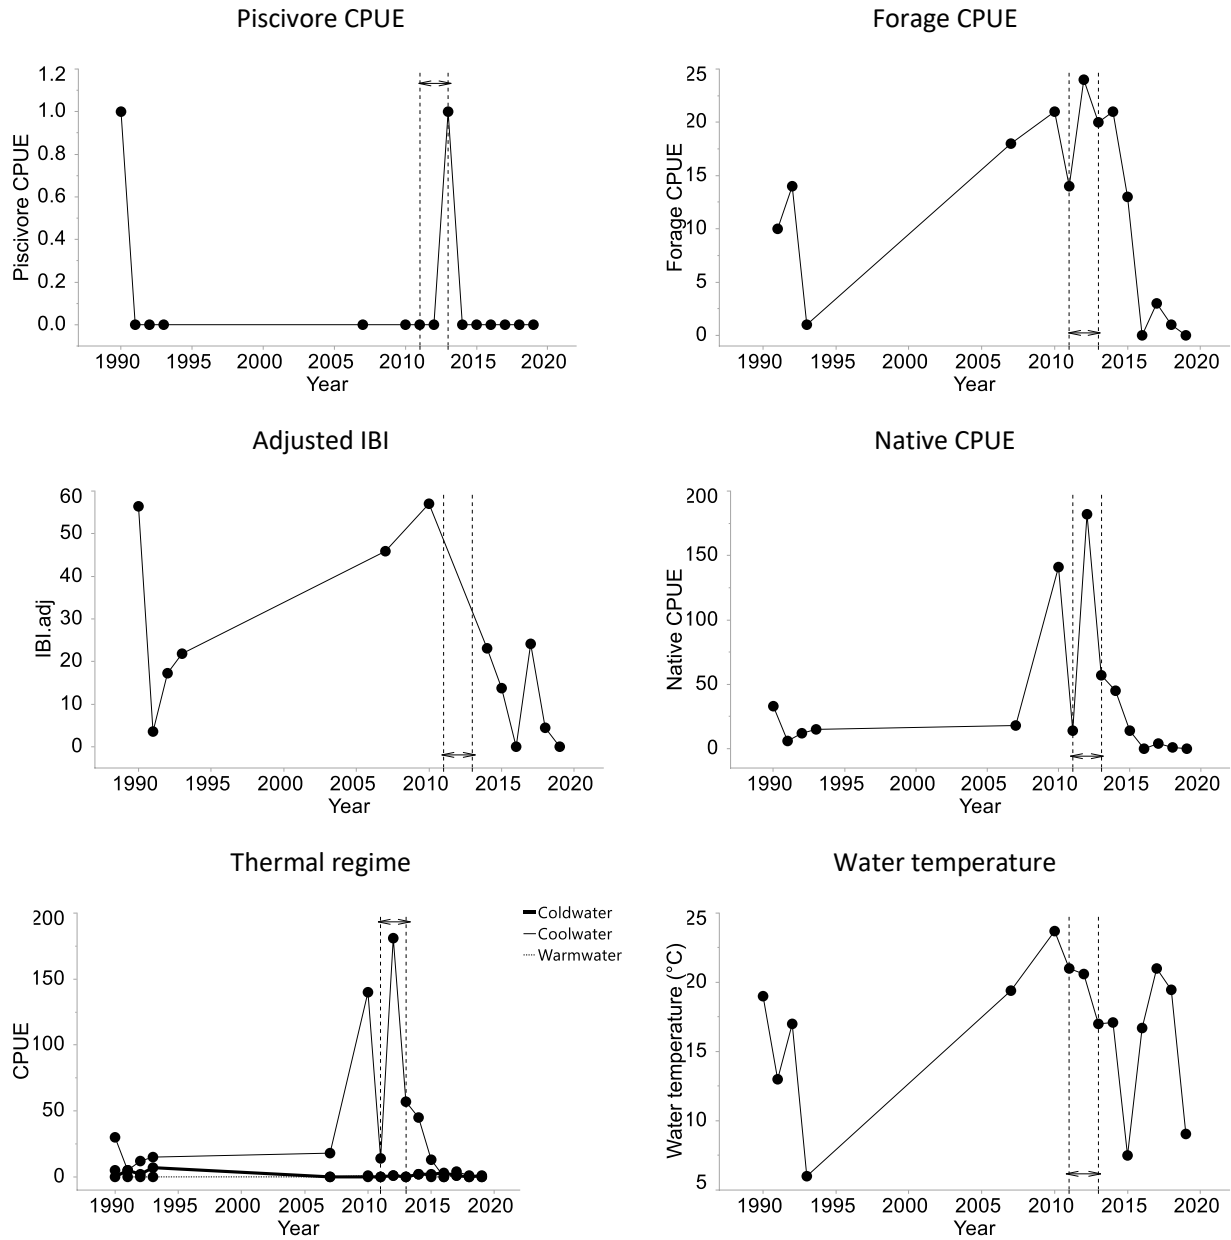 Piscivore CPUE
Forage CPUE
1.2
1.0
0.8
0.6
0.4
0.2
0.0
Piscivore CPUE
1990 1995 2000 2005 2010 2015 2020
Year
25
20
15
10
5
0
Forage CPUE
1990 1995 2000 2005 2010 2015 2020
Year
Adjusted IBI
Native CPUE
60
50
40
30
20
10
0
IBI.adj
1990 1995 2000 2005 2010 2015 2020
Year
200
150
100
50
0
Native CPUE
1990 1995 2000 2005 2010 2015 2020
Year
Thermal regime
Water temperature
200
150
100
50
0
CPUE
Coldwater
Coolwater
Warmwater
1990 1995 2000 2005 2010 2015 2020
Year
25
20
15
10
5
Water temperature (°C)
1990 1995 2000 2005 2010 2015 2020
Year